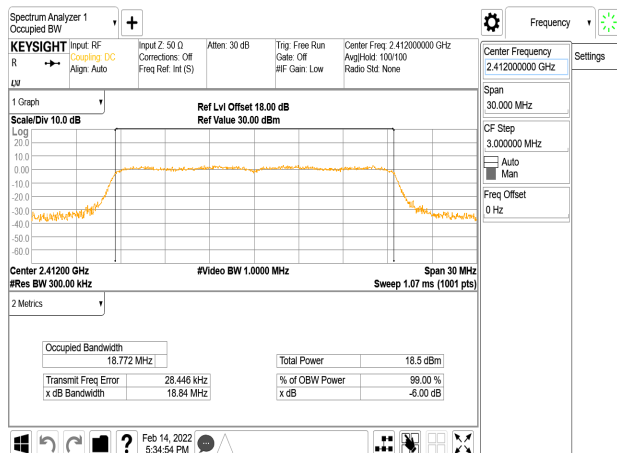 Spectrum Analyzer 1
Occupied BW
KEYSIGHT
R
Input: RF
Coupling: DC
Align: Auto
Input Z: 50 Ω
Corrections: Off
Freq Ref: Int (S)
Atten: 30 dB
Trig: Free Run
Gate: Off
#IF Gain: Low
Center Freq: 2.412000000 GHz
Avg|Hold: 100/100
Radio Std: None
1 Graph
Scale/Div 10.0 dB
Ref Lvl Offset 18.00 dB
Ref Value 30.00 dBm
Log
20.0
10.0
0.00
-10.0
-20.0
-30.0
-40.0
-50.0
-60.0
Center 2.41200 GHz
#Video BW 1.0000 MHz
Span 30 MHz
#Res BW 300.00 kHz
Sweep 1.07 ms (1001 pts)
2 Metrics
Occupied Bandwidth
18.772 MHz
Total Power 18.5 dBm
Transmit Freq Error 28.446 kHz
% of OBW Power 99.00 %
x dB Bandwidth 18.84 MHz
x dB -6.00 dB
?
Feb 14, 2022
5:34:54 PM
Frequency
Center Frequency
2.412000000 GHz
Settings
Span
30.000 MHz
CF Step
3.000000 MHz
Auto
Man
Freq Offset
0 Hz